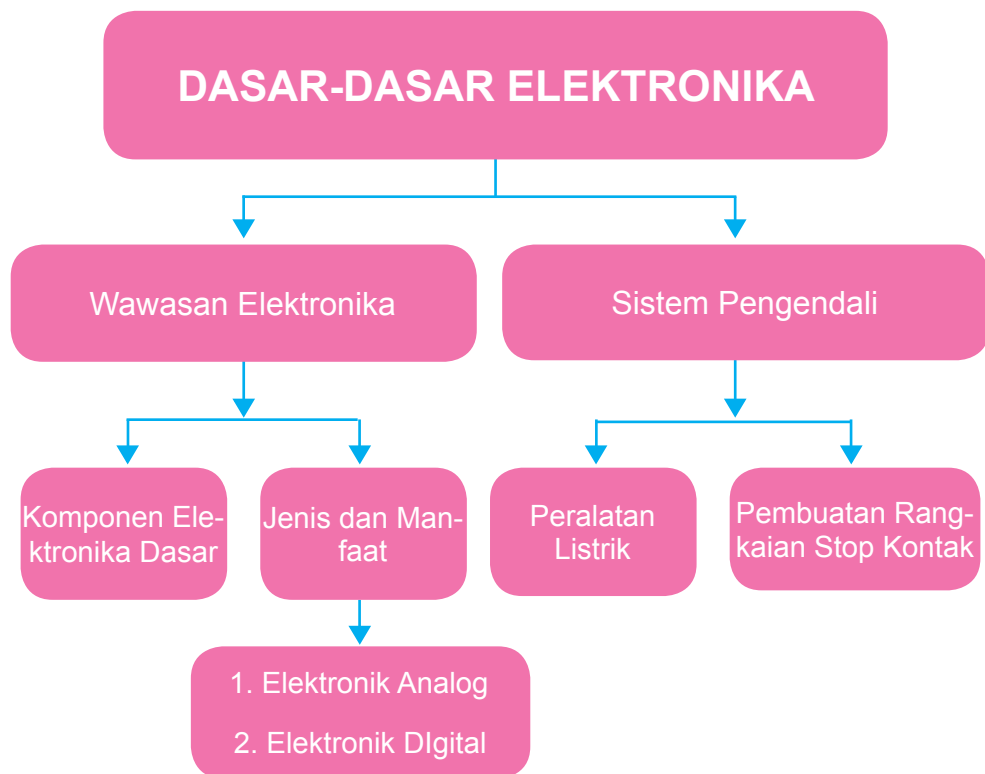 DASAR-DASAR ELEKTRONIKA
Wawasan Elektronika
Sistem Pengendali
Komponen Ele-
ktronika Dasar
Jenis dan Man-
faat
Peralatan
Listrik
Pembuatan Rang-
kaian Stop Kontak
1. Elektronik Analog
2. Elektronik DIgital